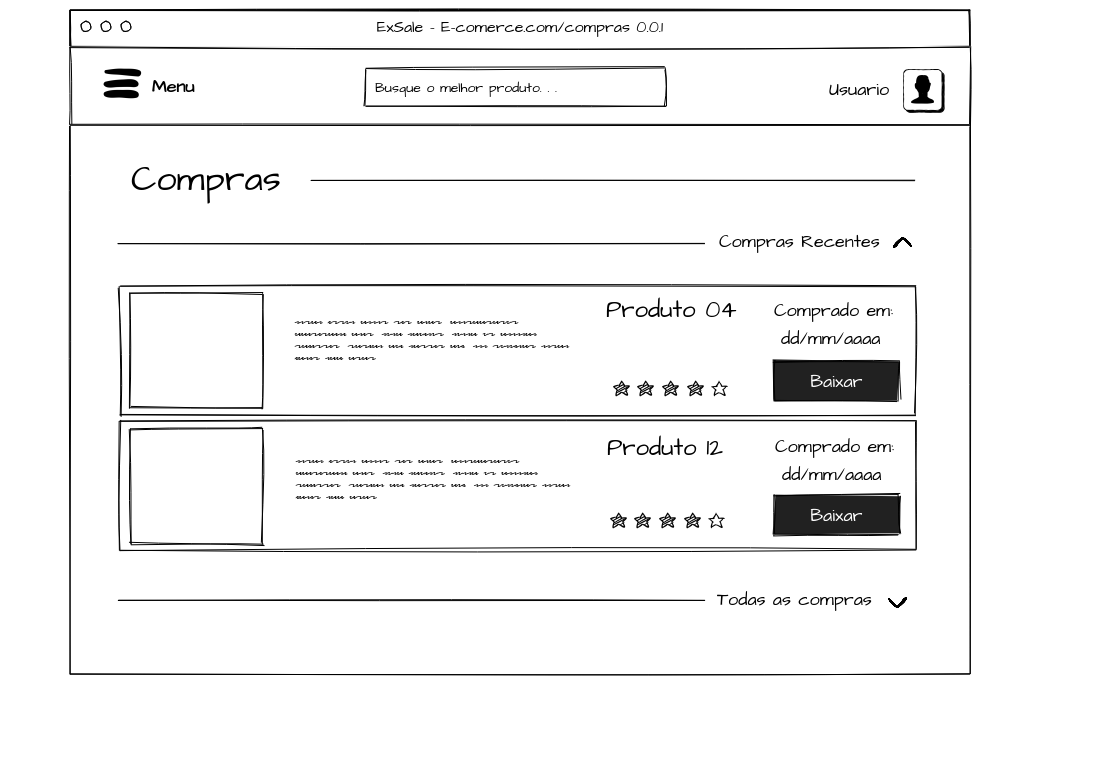 ExSale - E-comerce.com/compras 0.0.1
Menu
Busque o melhor produto. . .
Usuario
Compras
Compras Recentes
Produto 04
Comprado em:
dd/mm/aaaa
Baixar
Produto 12
Comprado em:
dd/mm/aaaa
Baixar
Todas as compras